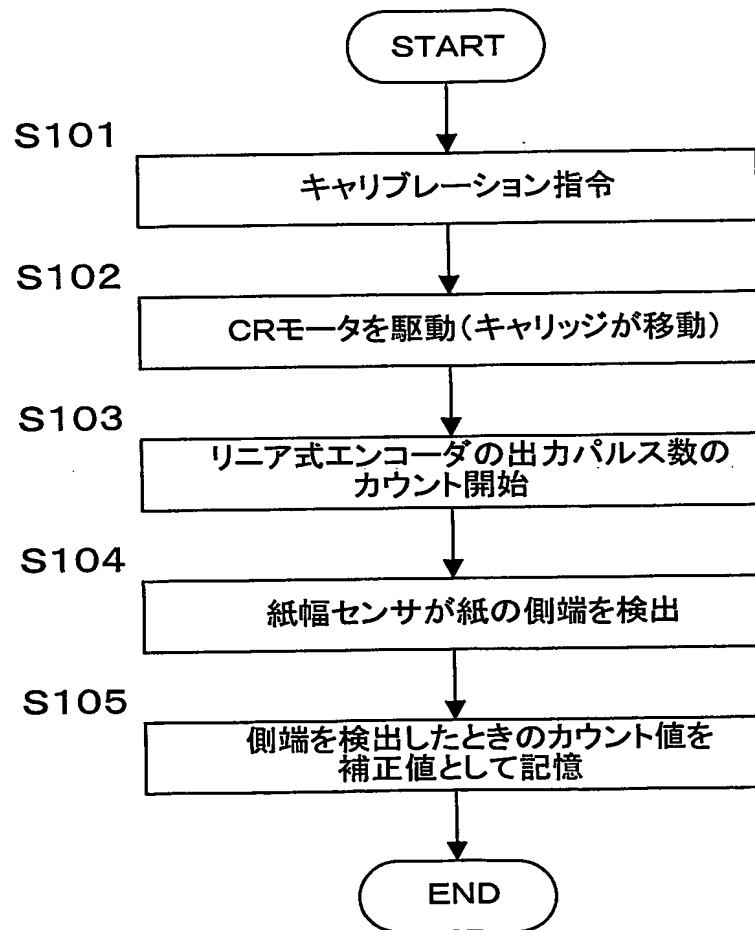 START
S101
キャリブレーション指令
S102
CRモータを駆動(キャリッジが移動)
S103
リニア式エンコーダの出力パルス数の
カウント開始
S104
紙幅センサが紙の側端を検出
S105
側端を検出したときのカウント値を
補正値として記憶
END